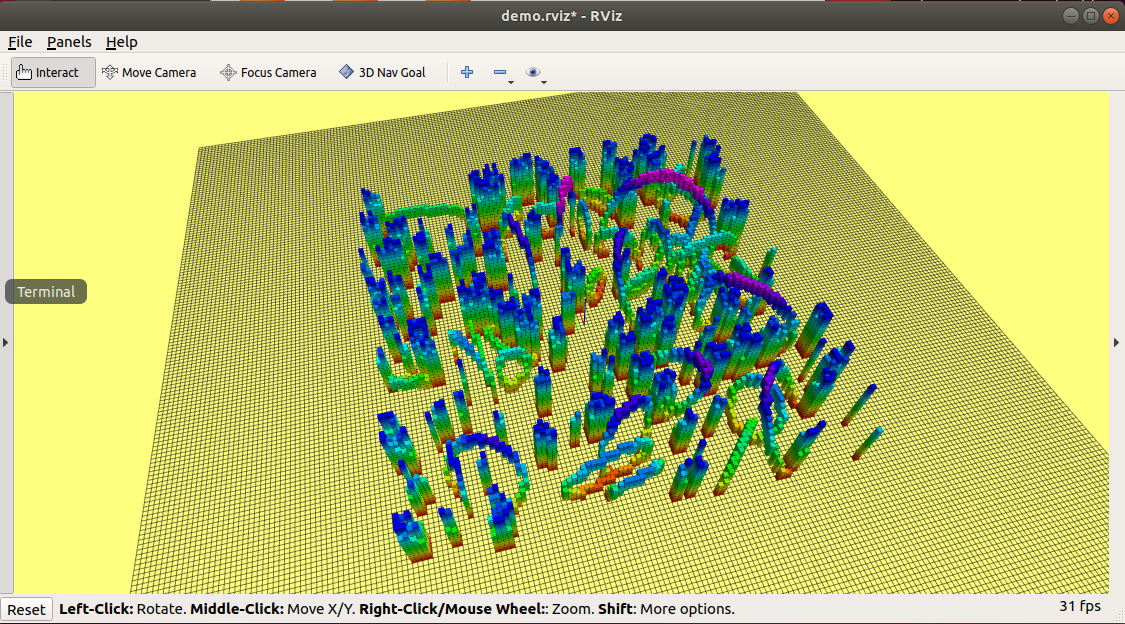 demo.rviz* - RViz
File Panels Help
Interact Move Camera Focus Camera 3D Nav Goal
Terminal
Reset Left-Click: Rotate. Middle-Click: Move X/Y. Right-Click/Mouse Wheel:: Zoom. Shift: More options. 31 fps